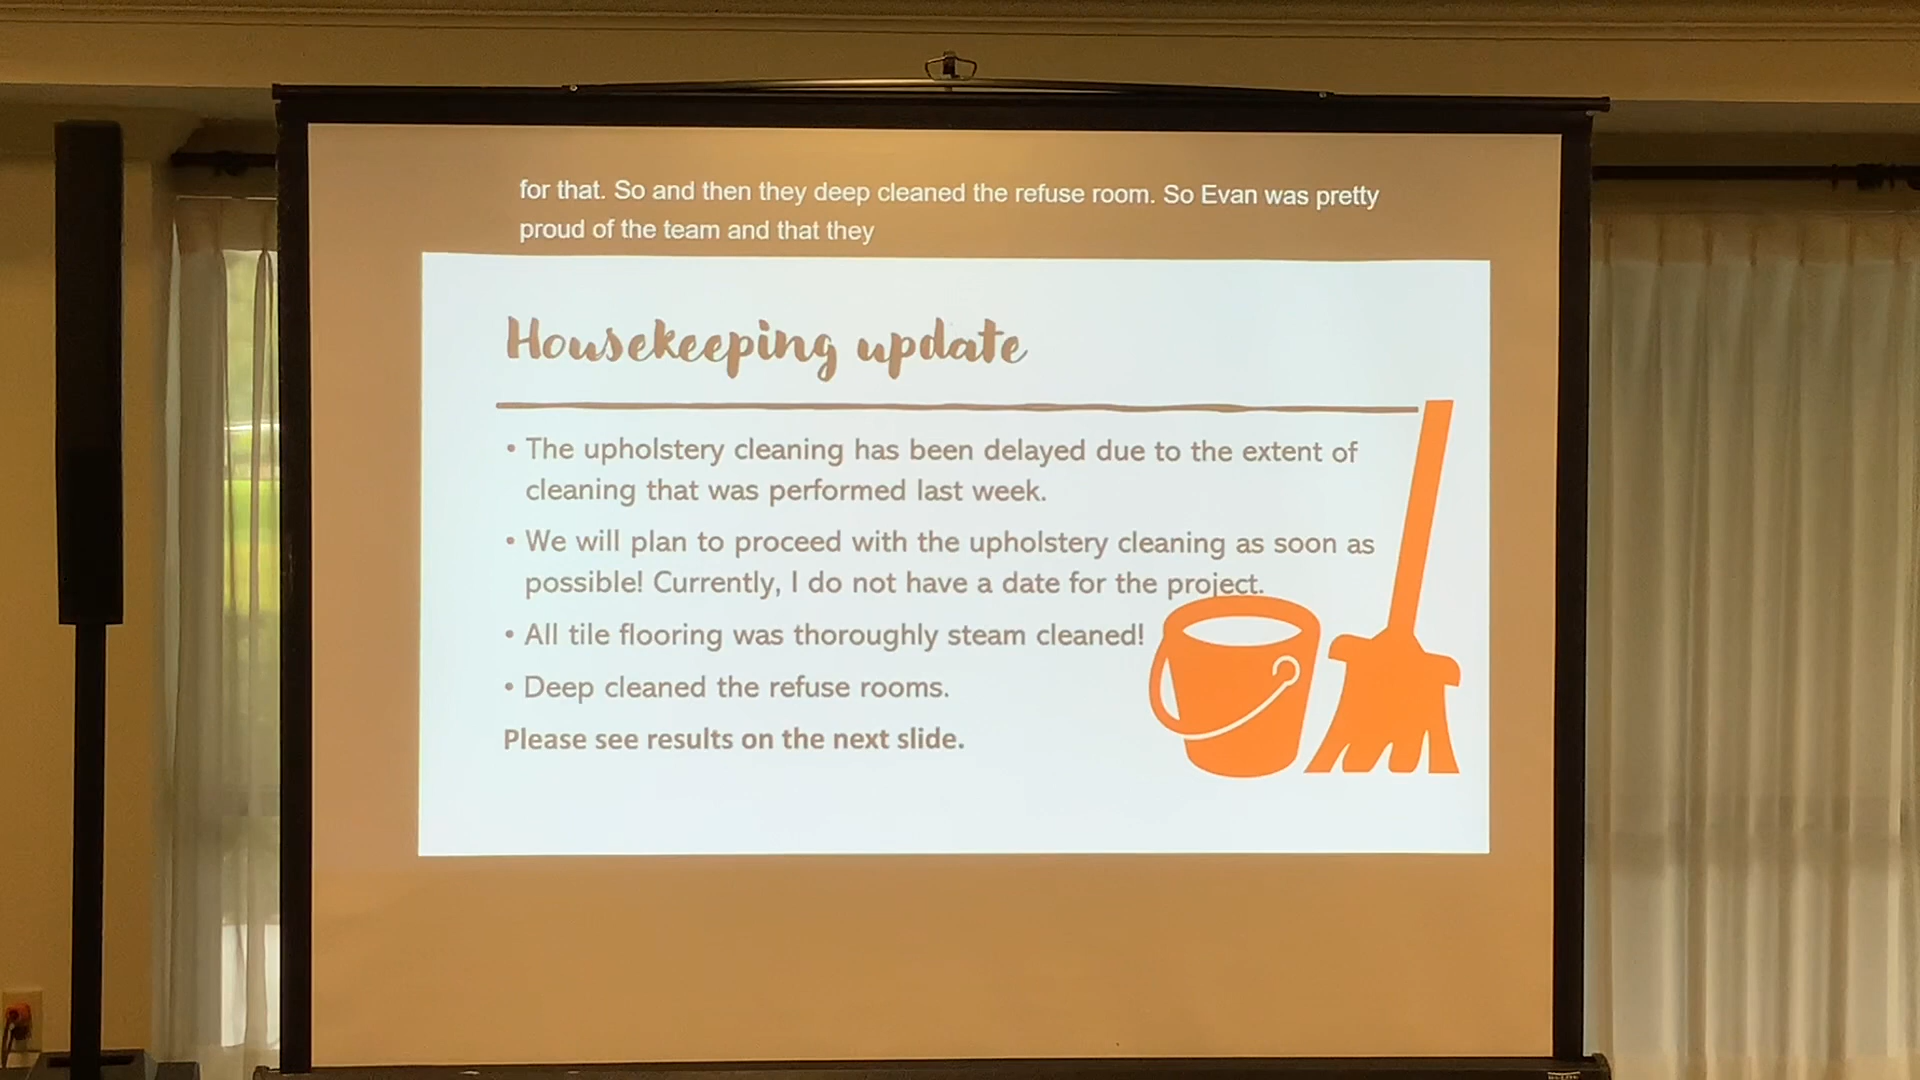 for that. So and then they deep cleaned the refuse room. So Evan was pretty
proud of the team and that they
Housekeeping update
• The upholstery cleaning has been delayed due to the extent of
cleaning that was performed last week.
• We will plan to proceed with the upholstery cleaning as soon as
possible! Currently, I do not have a date for the project.
• All tile flooring was thoroughly steam cleaned!
• Deep cleaned the refuse rooms.
Please see results on the next slide.